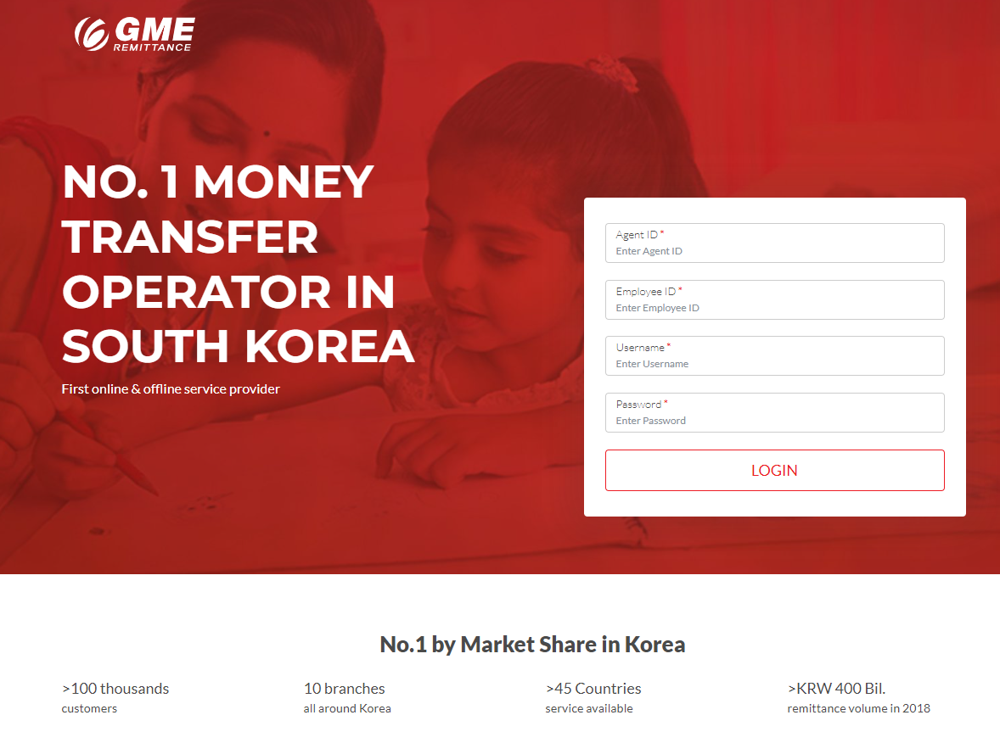 GME
REMITTANCE
NO. 1 MONEY
TRANSFER
OPERATOR IN
SOUTH KOREA
First online & offline service provider
Agent ID *
Enter Agent ID
Employee ID *
Enter Employee ID
Username *
Enter Username
Password *
Enter Password
LOGIN
No.1 by Market Share in Korea
>100 thousands
customers
10 branches
all around Korea
>45 Countries
service available
>KRW 400 Bil.
remittance volume in 2018